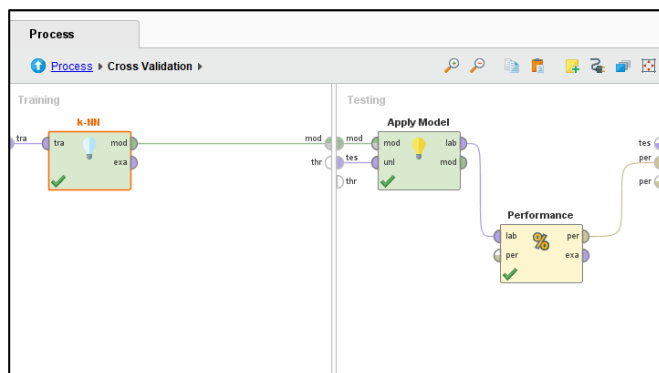 Process
Process ▸ Cross Validation ▸
Training
Testing
k-NN
Apply Model
tra
tra
mod
exa
mod
thr
mod
tes
thr
mod
unl
lab
mod
tes
per
per
Performance
lab
per
%
per
exa